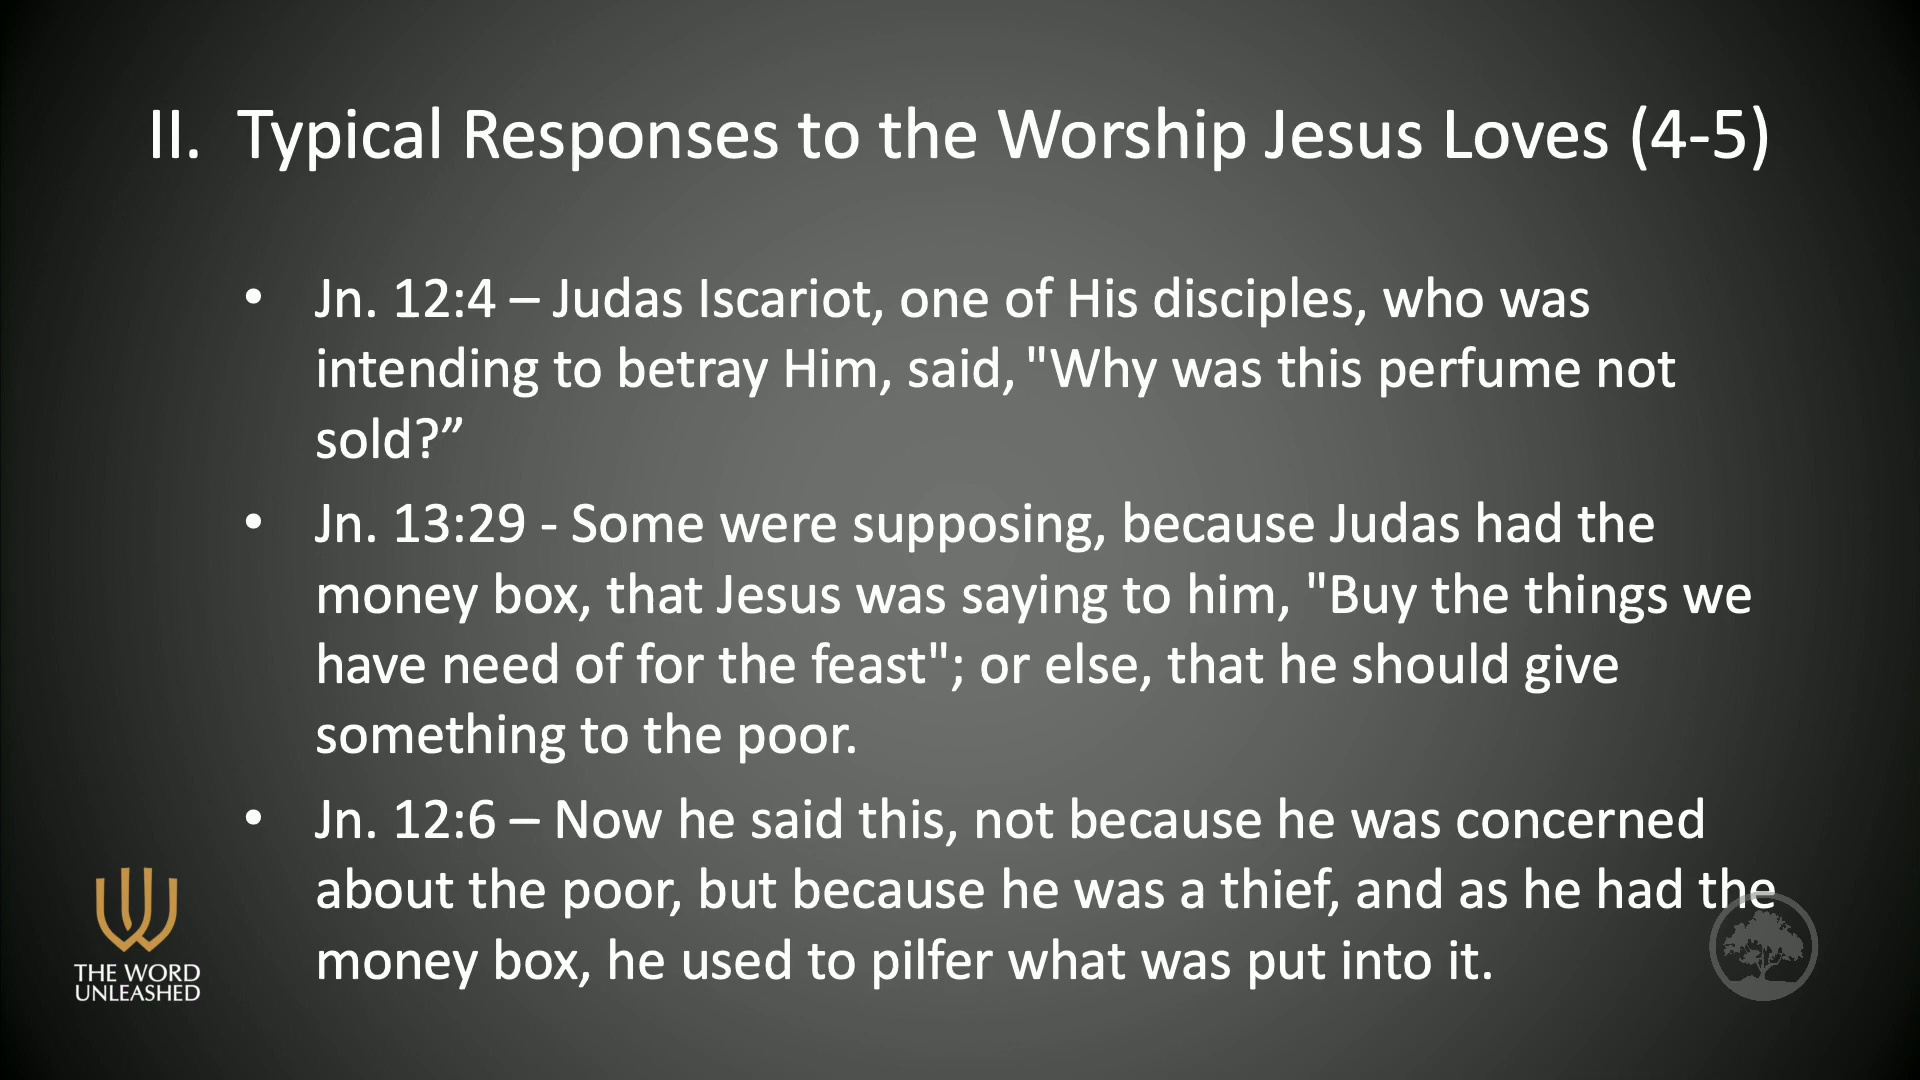 II. Typical Responses to the Worship Jesus Loves (4-5)
• Jn. 12:4 – Judas Iscariot, one of His disciples, who was
intending to betray Him, said, "Why was this perfume not
sold?”
• Jn. 13:29 - Some were supposing, because Judas had the
money box, that Jesus was saying to him, "Buy the things we
have need of for the feast"; or else, that he should give
something to the poor.
• Jn. 12:6 – Now he said this, not because he was concerned
about the poor, but because he was a thief, and as he had the
money box, he used to pilfer what was put into it.
THE WORD
UNLEASHED